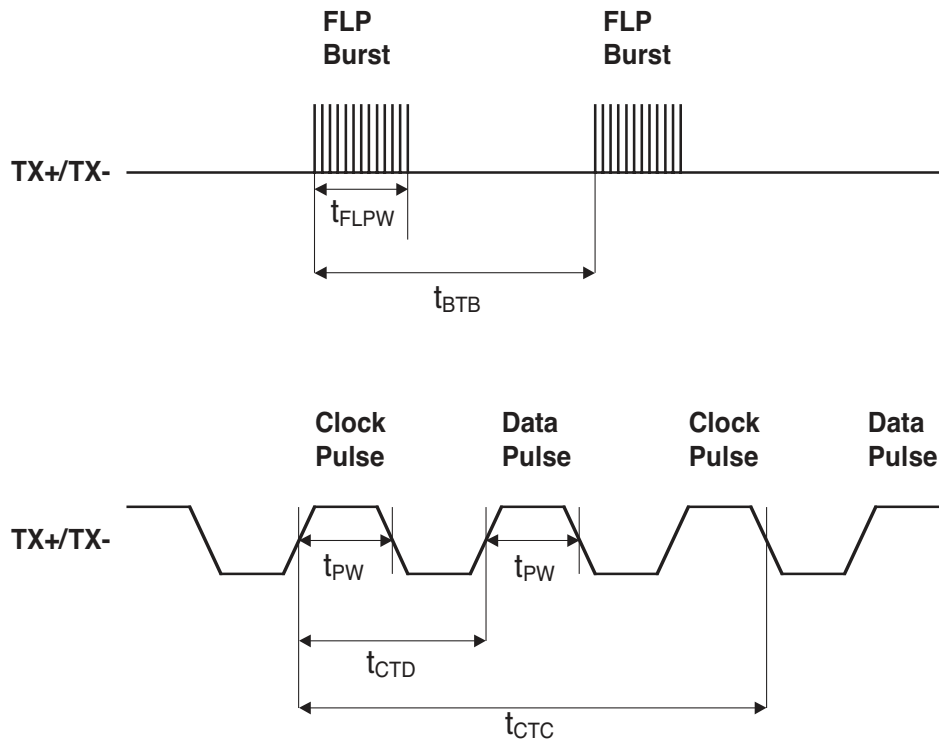 FLP
Burst
FLP
Burst
TX+/TX-
tFLPW
tBTB
Clock
Pulse
Data
Pulse
Clock
Pulse
Data
Pulse
TX+/TX-
tPW
tPW
tCTD
tCTC